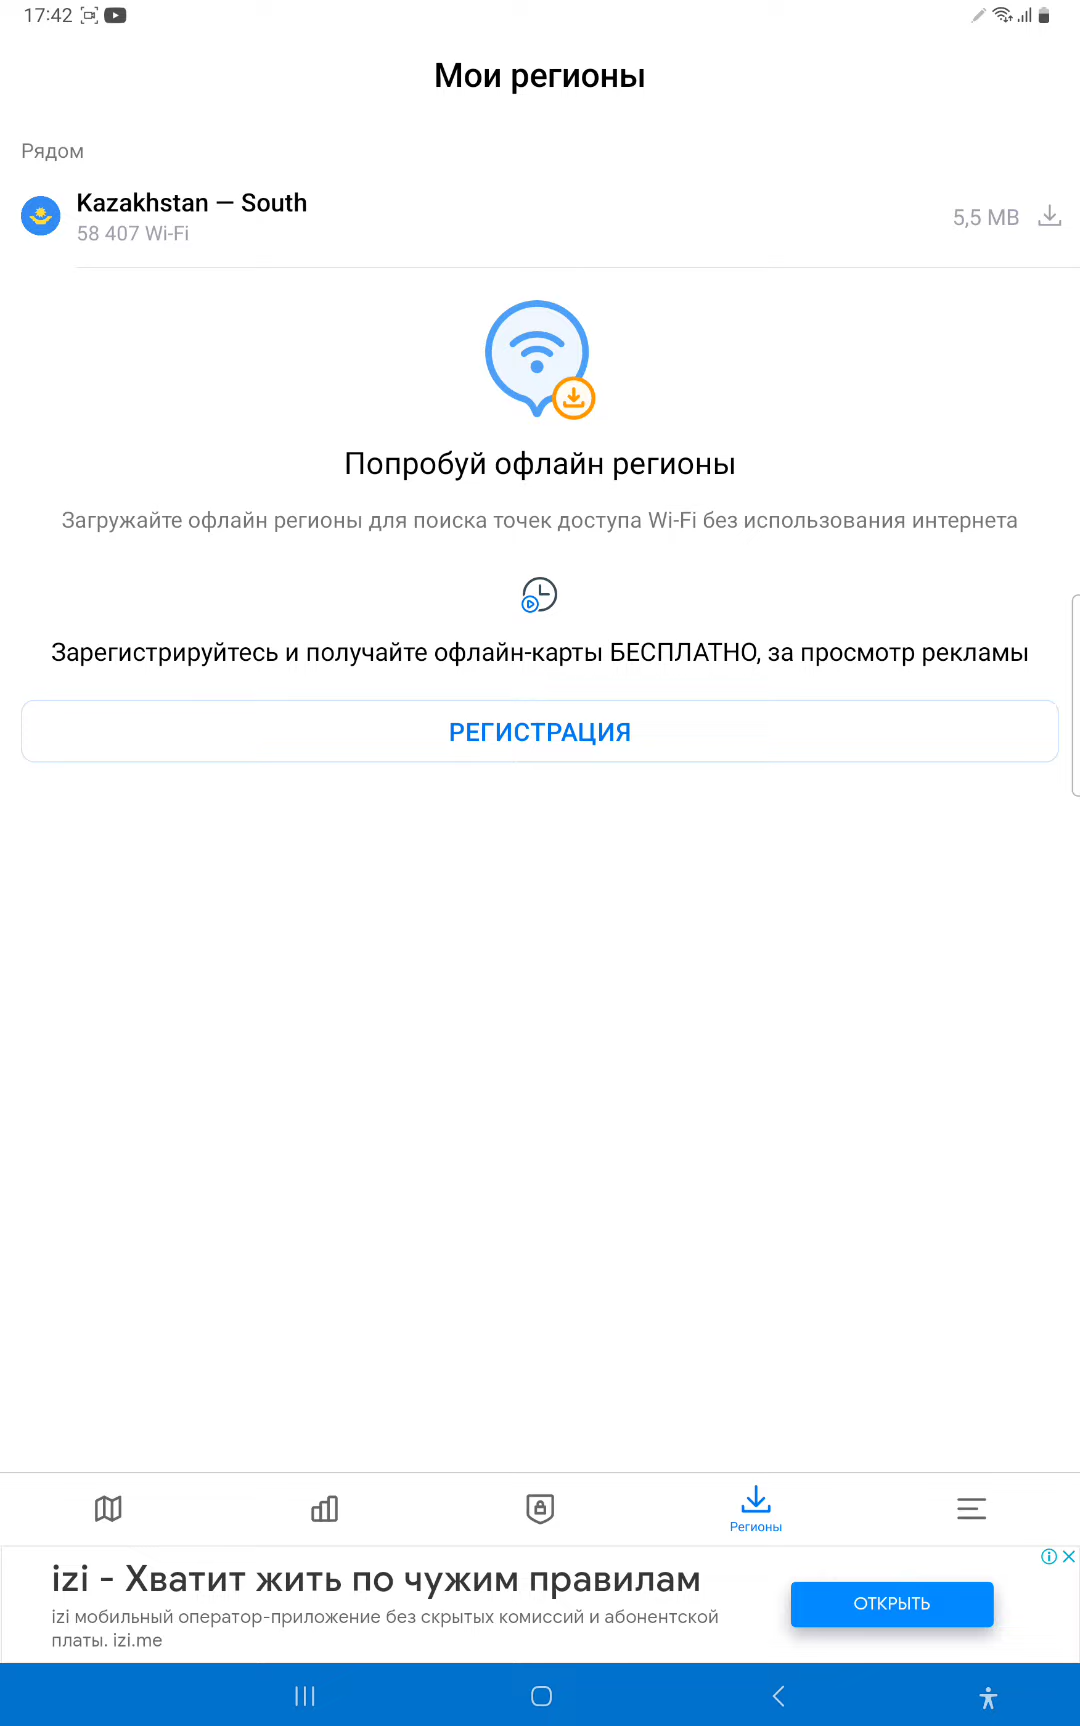 17:42
Мои регионы
Рядом
Kazakhstan — South
58 407 Wi-Fi
5,5 MB
Попробуй офлайн регионы
Загружайте офлайн регионы для поиска точек доступа Wi-Fi без использования интернета
Зарегистрируйтесь и получайте офлайн-карты БЕСПЛАТНО, за просмотр рекламы
РЕГИСТРАЦИЯ
Регионы
izi - Хватит жить по чужим правилам
izi мобильный оператор-приложение без скрытых комиссий и абонентской
платы. izi.me
ОТКРЫТЬ